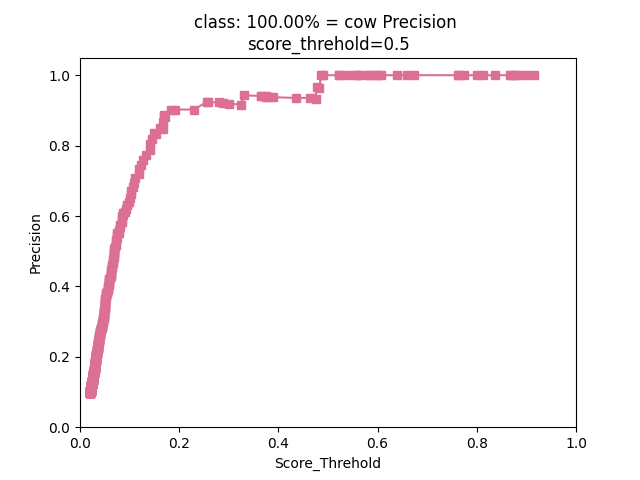 class: 100.00% = cow Precision
score_threhold=0.5
1.0
0.8
0.6
0.4
0.2
0.0
Precision
0.0 0.2 0.4 0.6 0.8 1.0
Score_Threhold